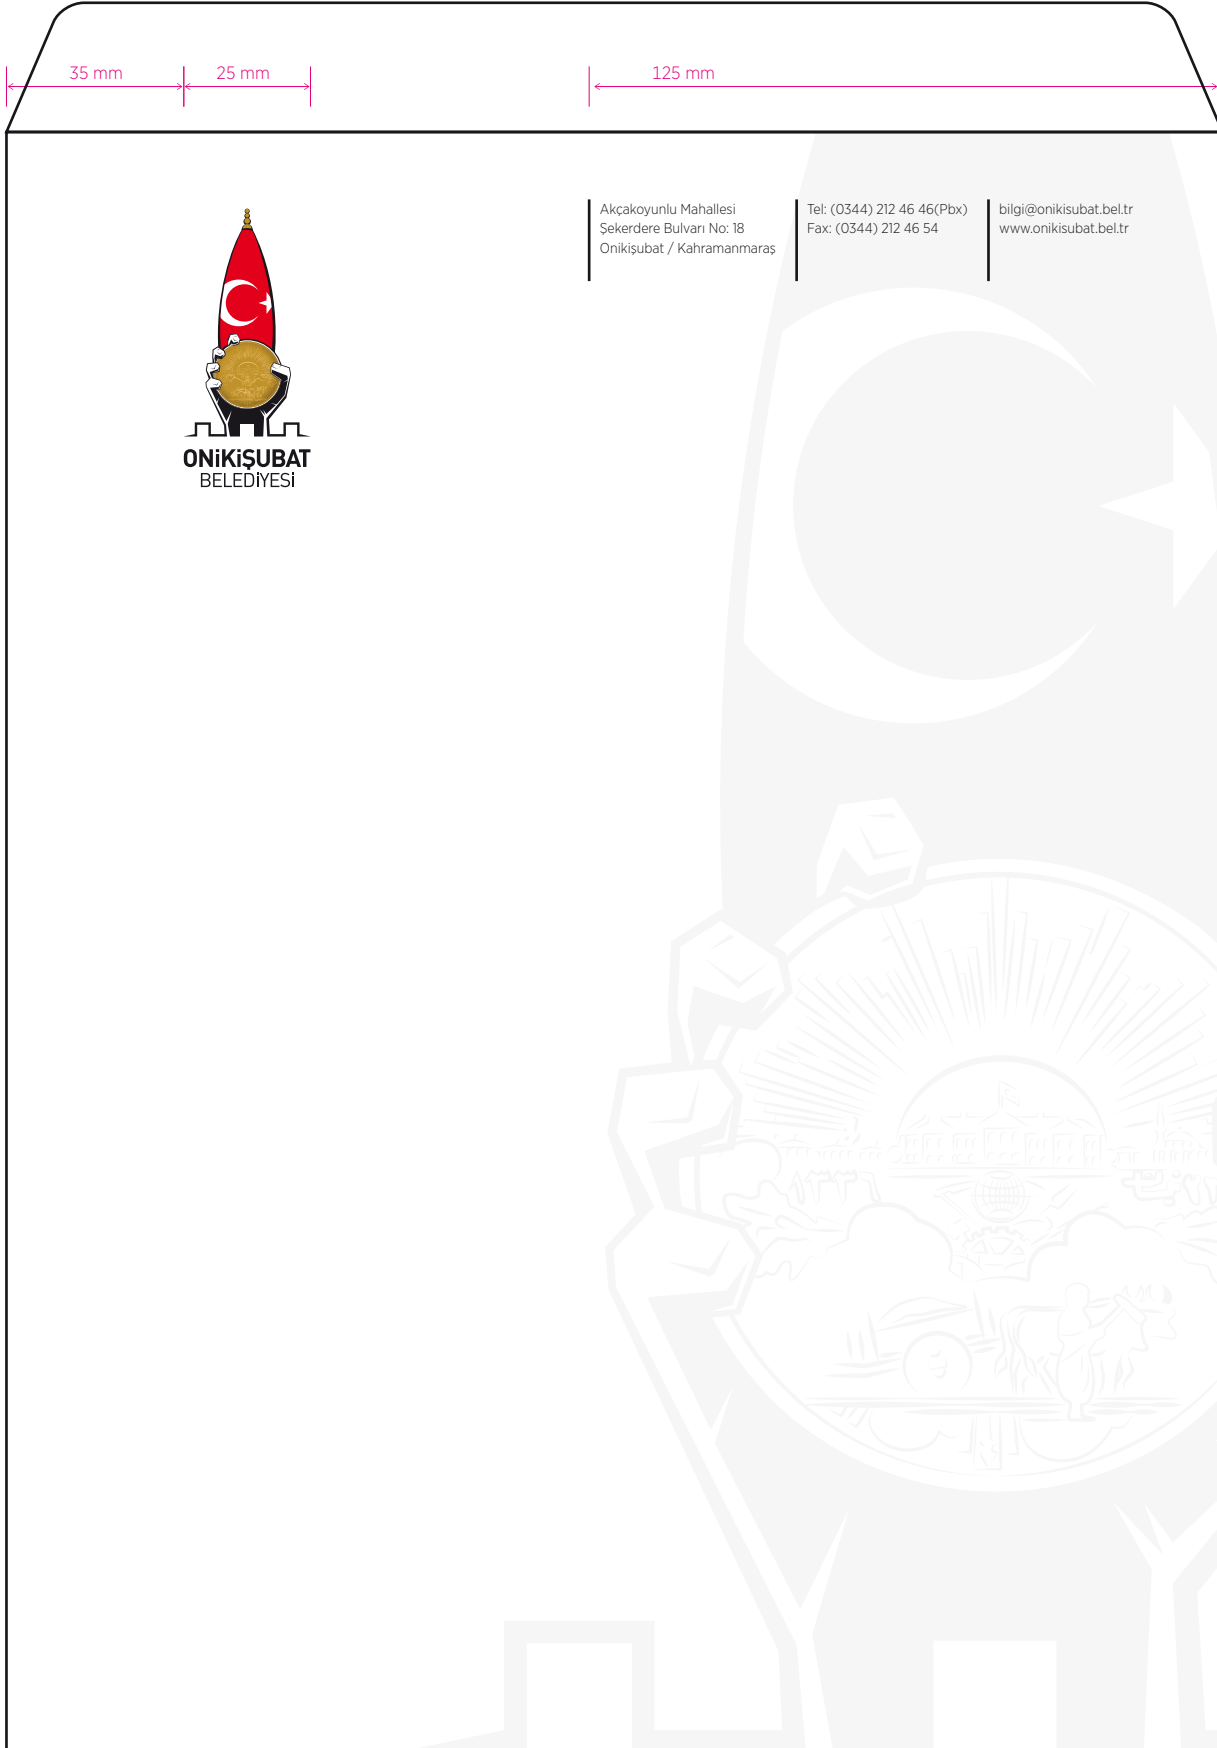 35 mm
25 mm
125 mm
Akçakoyunlu Mahallesi
Şekerdere Bulvarı No: 18
Onikişubat / Kahramanmaraş
Tel: (0344) 212 46 46(Pbx)
Fax: (0344) 212 46 54
bilgi@onikisubat.bel.tr
www.onikisubat.bel.tr
ONiKiŞUBAT
BELEDİYESİ